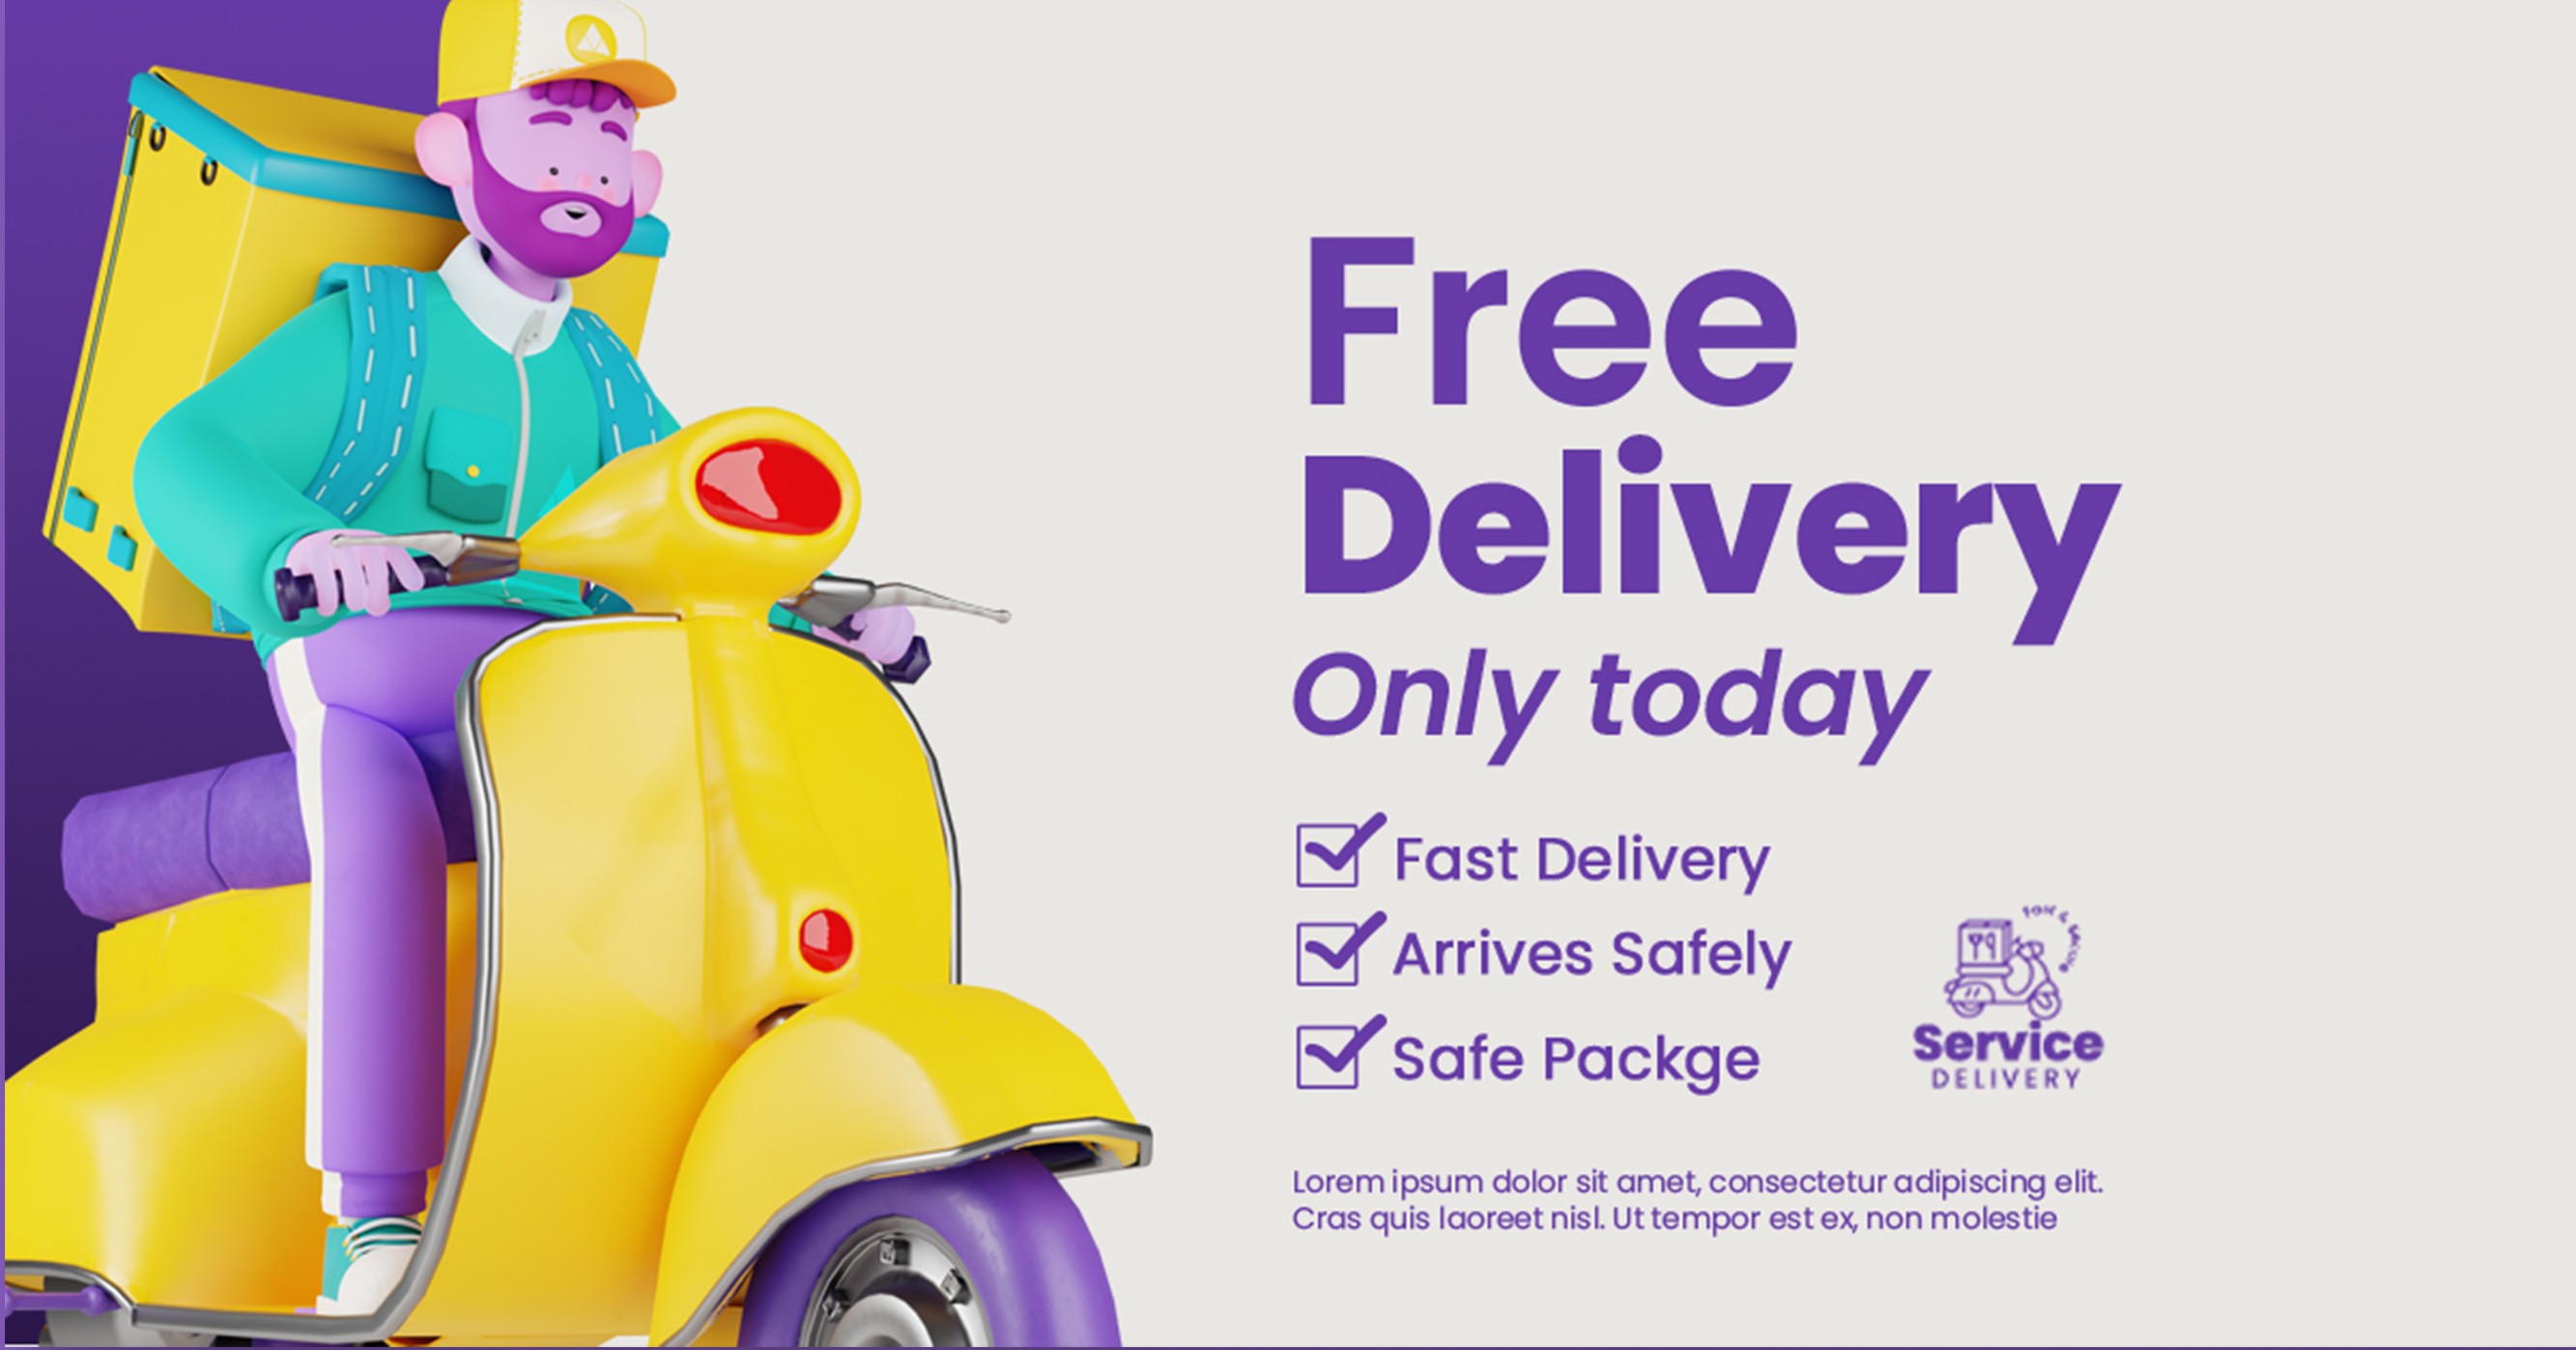 Free
Delivery
Only today
Fast Delivery
Arrives Safely
Safe Packge
Service
DELIVERY
Lorem ipsum dolor sit amet, consectetur adipiscing elit.
Cras quis laoreet nisl. Ut tempor est ex, non molestie